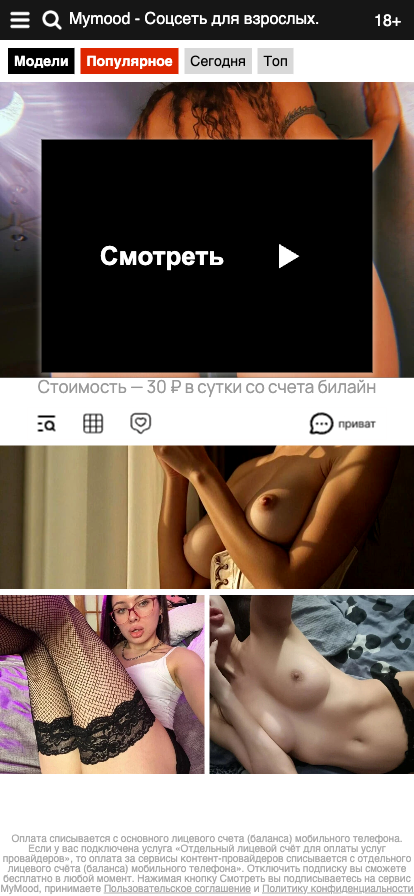 Mymood - Соцсеть для взрослых.
18+
Модели Популярное Сегодня Топ
Смотреть
Стоимость — 30 ₽ в сутки со счета билайн
приват
Оплата списывается с основного лицевого счета (баланса) мобильного телефона.
Если у вас подключена услуга «Отдельный лицевой счёт для оплаты услуг
провайдеров», то оплата за сервисы контент-провайдеров списывается с отдельного
лицевого счёта (баланса) мобильного телефона». Отключить подписку вы сможете
бесплатно в любой момент. Нажимая кнопку Смотреть вы подписываетесь на сервис
MyMood, принимаете Пользовательское соглашение и Политику конфиденциальности